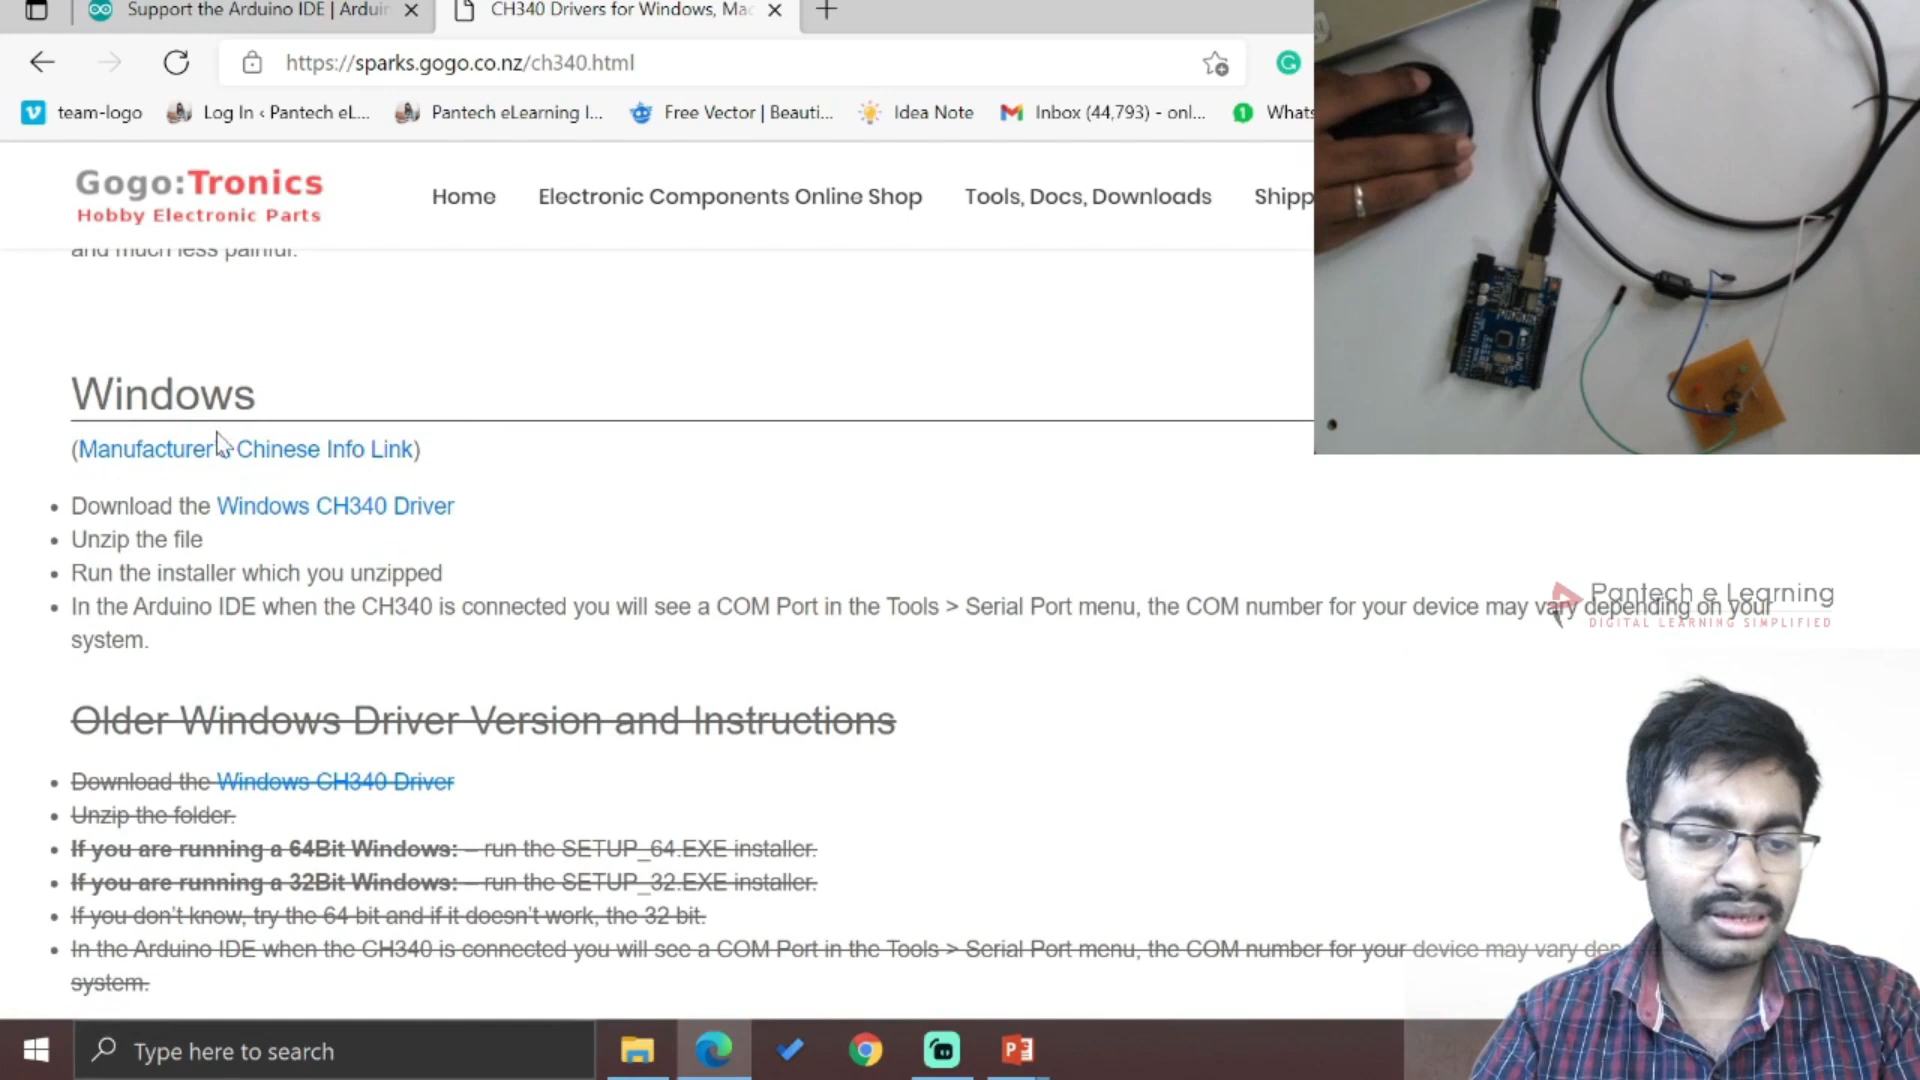 Support the Arduino IDE | Arduin
CH340 Drivers for Windows, Mac
https://sparks.gogo.co.nz/ch340.html
team-logo
Log In ‹ Pantech eL...
Pantech eLearning I...
Free Vector | Beauti...
Idea Note
Inbox (44,793) - onl...
Whats
Gogo:Tronics
Hobby Electronic Parts
Home
Electronic Components Online Shop
Tools, Docs, Downloads
Shipp
and much less painful.
Windows
(Manufacturer's Chinese Info Link)
Download the Windows CH340 Driver
Unzip the file
Run the installer which you unzipped
In the Arduino IDE when the CH340 is connected you will see a COM Port in the Tools > Serial Port menu, the COM number for your device may vary depending on your
system.
Pantech e Learning
DIGITAL LEARNING SIMPLIFIED
Older Windows Driver Version and Instructions
Download the Windows CH340 Driver
Unzip the folder.
If you are running a 64Bit Windows: – run the SETUP_64.EXE installer.
If you are running a 32Bit Windows: – run the SETUP_32.EXE installer.
If you don't know, try the 64 bit and if it doesn't work, the 32 bit.
In the Arduino IDE when the CH340 is connected you will see a COM Port in the Tools > Serial Port menu, the COM number for your device may vary dep
system.
Type here to search